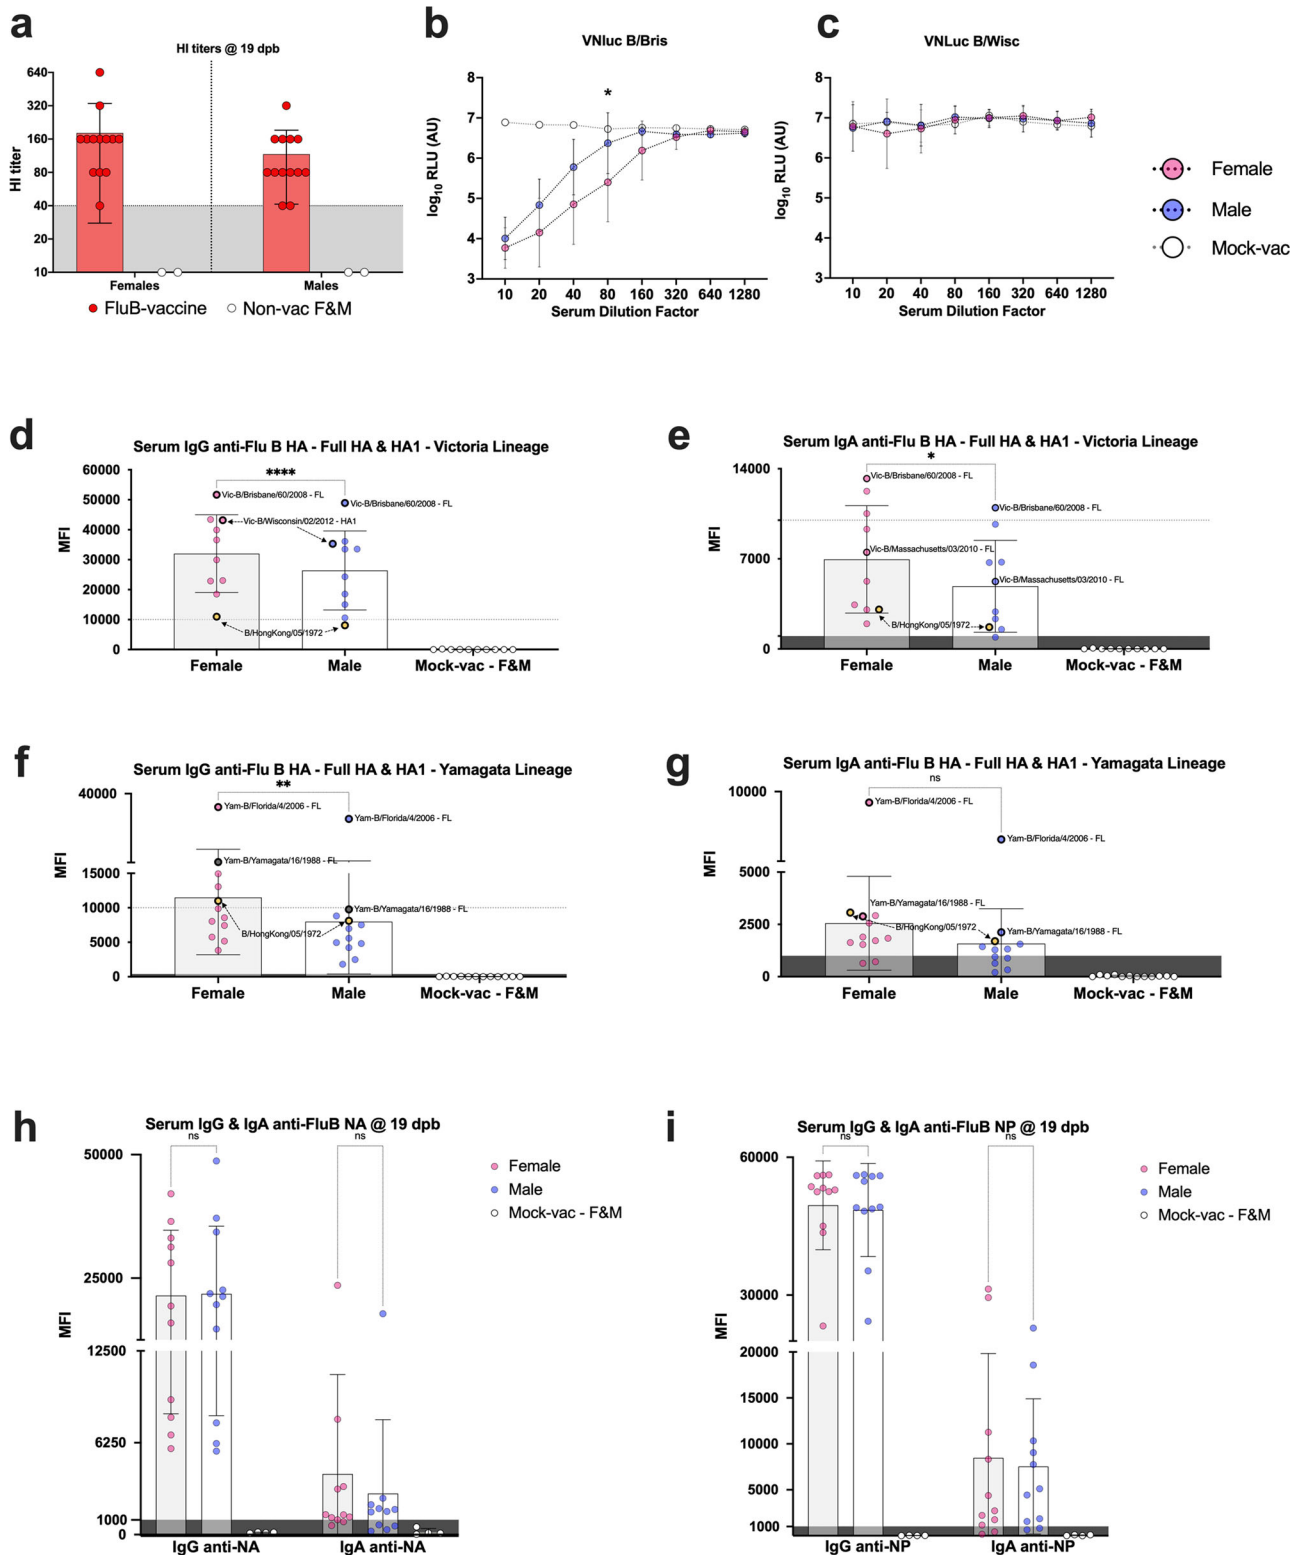 a
HI titers @ 19 dpb
HI titer
640
320
160
80
40
20
10
Females
Males
FluB-vaccine
Non-vac F&M
b
VNluc B/Bris
*
log10 RLU (AU)
8
7
6
5
4
3
10 20 40 80 160 320 640 1280
Serum Dilution Factor
c
VNLuc B/Wisc
log10 RLU (AU)
8
7
6
5
4
3
10 20 40 80 160 320 640 1280
Serum Dilution Factor
Female
Male
Mock-vac
d
Serum IgG anti-Flu B HA - Full HA & HA1 - Victoria Lineage
****
MFI
60000
50000
40000
30000
20000
10000
0
Vic-B/Brisbane/60/2008 - FL
Vic-B/Brisbane/60/2008 - FL
Vic-B/Wisconsin/02/2012 - HA1
B/HongKong/05/1972
Female
Male
Mock-vac - F&M
e
Serum IgA anti-Flu B HA - Full HA & HA1 - Victoria Lineage
*
MFI
14000
7000
0
Vic-B/Brisbane/60/2008 - FL
Vic-B/Brisbane/60/2008 - FL
Vic-B/Massachusetts/03/2010 - FL
Vic-B/Massachusetts/03/2010 - FL
B/HongKong/05/1972
Female
Male
Mock-vac - F&M
f
Serum IgG anti-Flu B HA - Full HA & HA1 - Yamagata Lineage
**
MFI
40000
15000
10000
5000
0
Yam-B/Florida/4/2006 - FL
Yam-B/Florida/4/2006 - FL
Yam-B/Yamagata/16/1988 - FL
Yam-B/Yamagata/16/1988 - FL
B/HongKong/05/1972
Female
Male
Mock-vac - F&M
g
Serum IgA anti-Flu B HA - Full HA & HA1 - Yamagata Lineage
ns
MFI
10000
5000
2500
0
Yam-B/Florida/4/2006 - FL
Yam-B/Florida/4/2006 - FL
Yam-B/Yamagata/16/1988 - FL
B/HongKong/05/1972
Yam-B/Yamagata/16/1988 - FL
Female
Male
Mock-vac - F&M
h
Serum IgG & IgA anti-FluB NA @ 19 dpb
ns
ns
MFI
50000
25000
12500
6250
1000
0
IgG anti-NA
IgA anti-NA
Female
Male
Mock-vac - F&M
i
Serum IgG & IgA anti-FluB NP @ 19 dpb
ns
ns
MFI
60000
30000
20000
15000
10000
5000
1000
IgG anti-NP
IgA anti-NP
Female
Male
Mock-vac - F&M